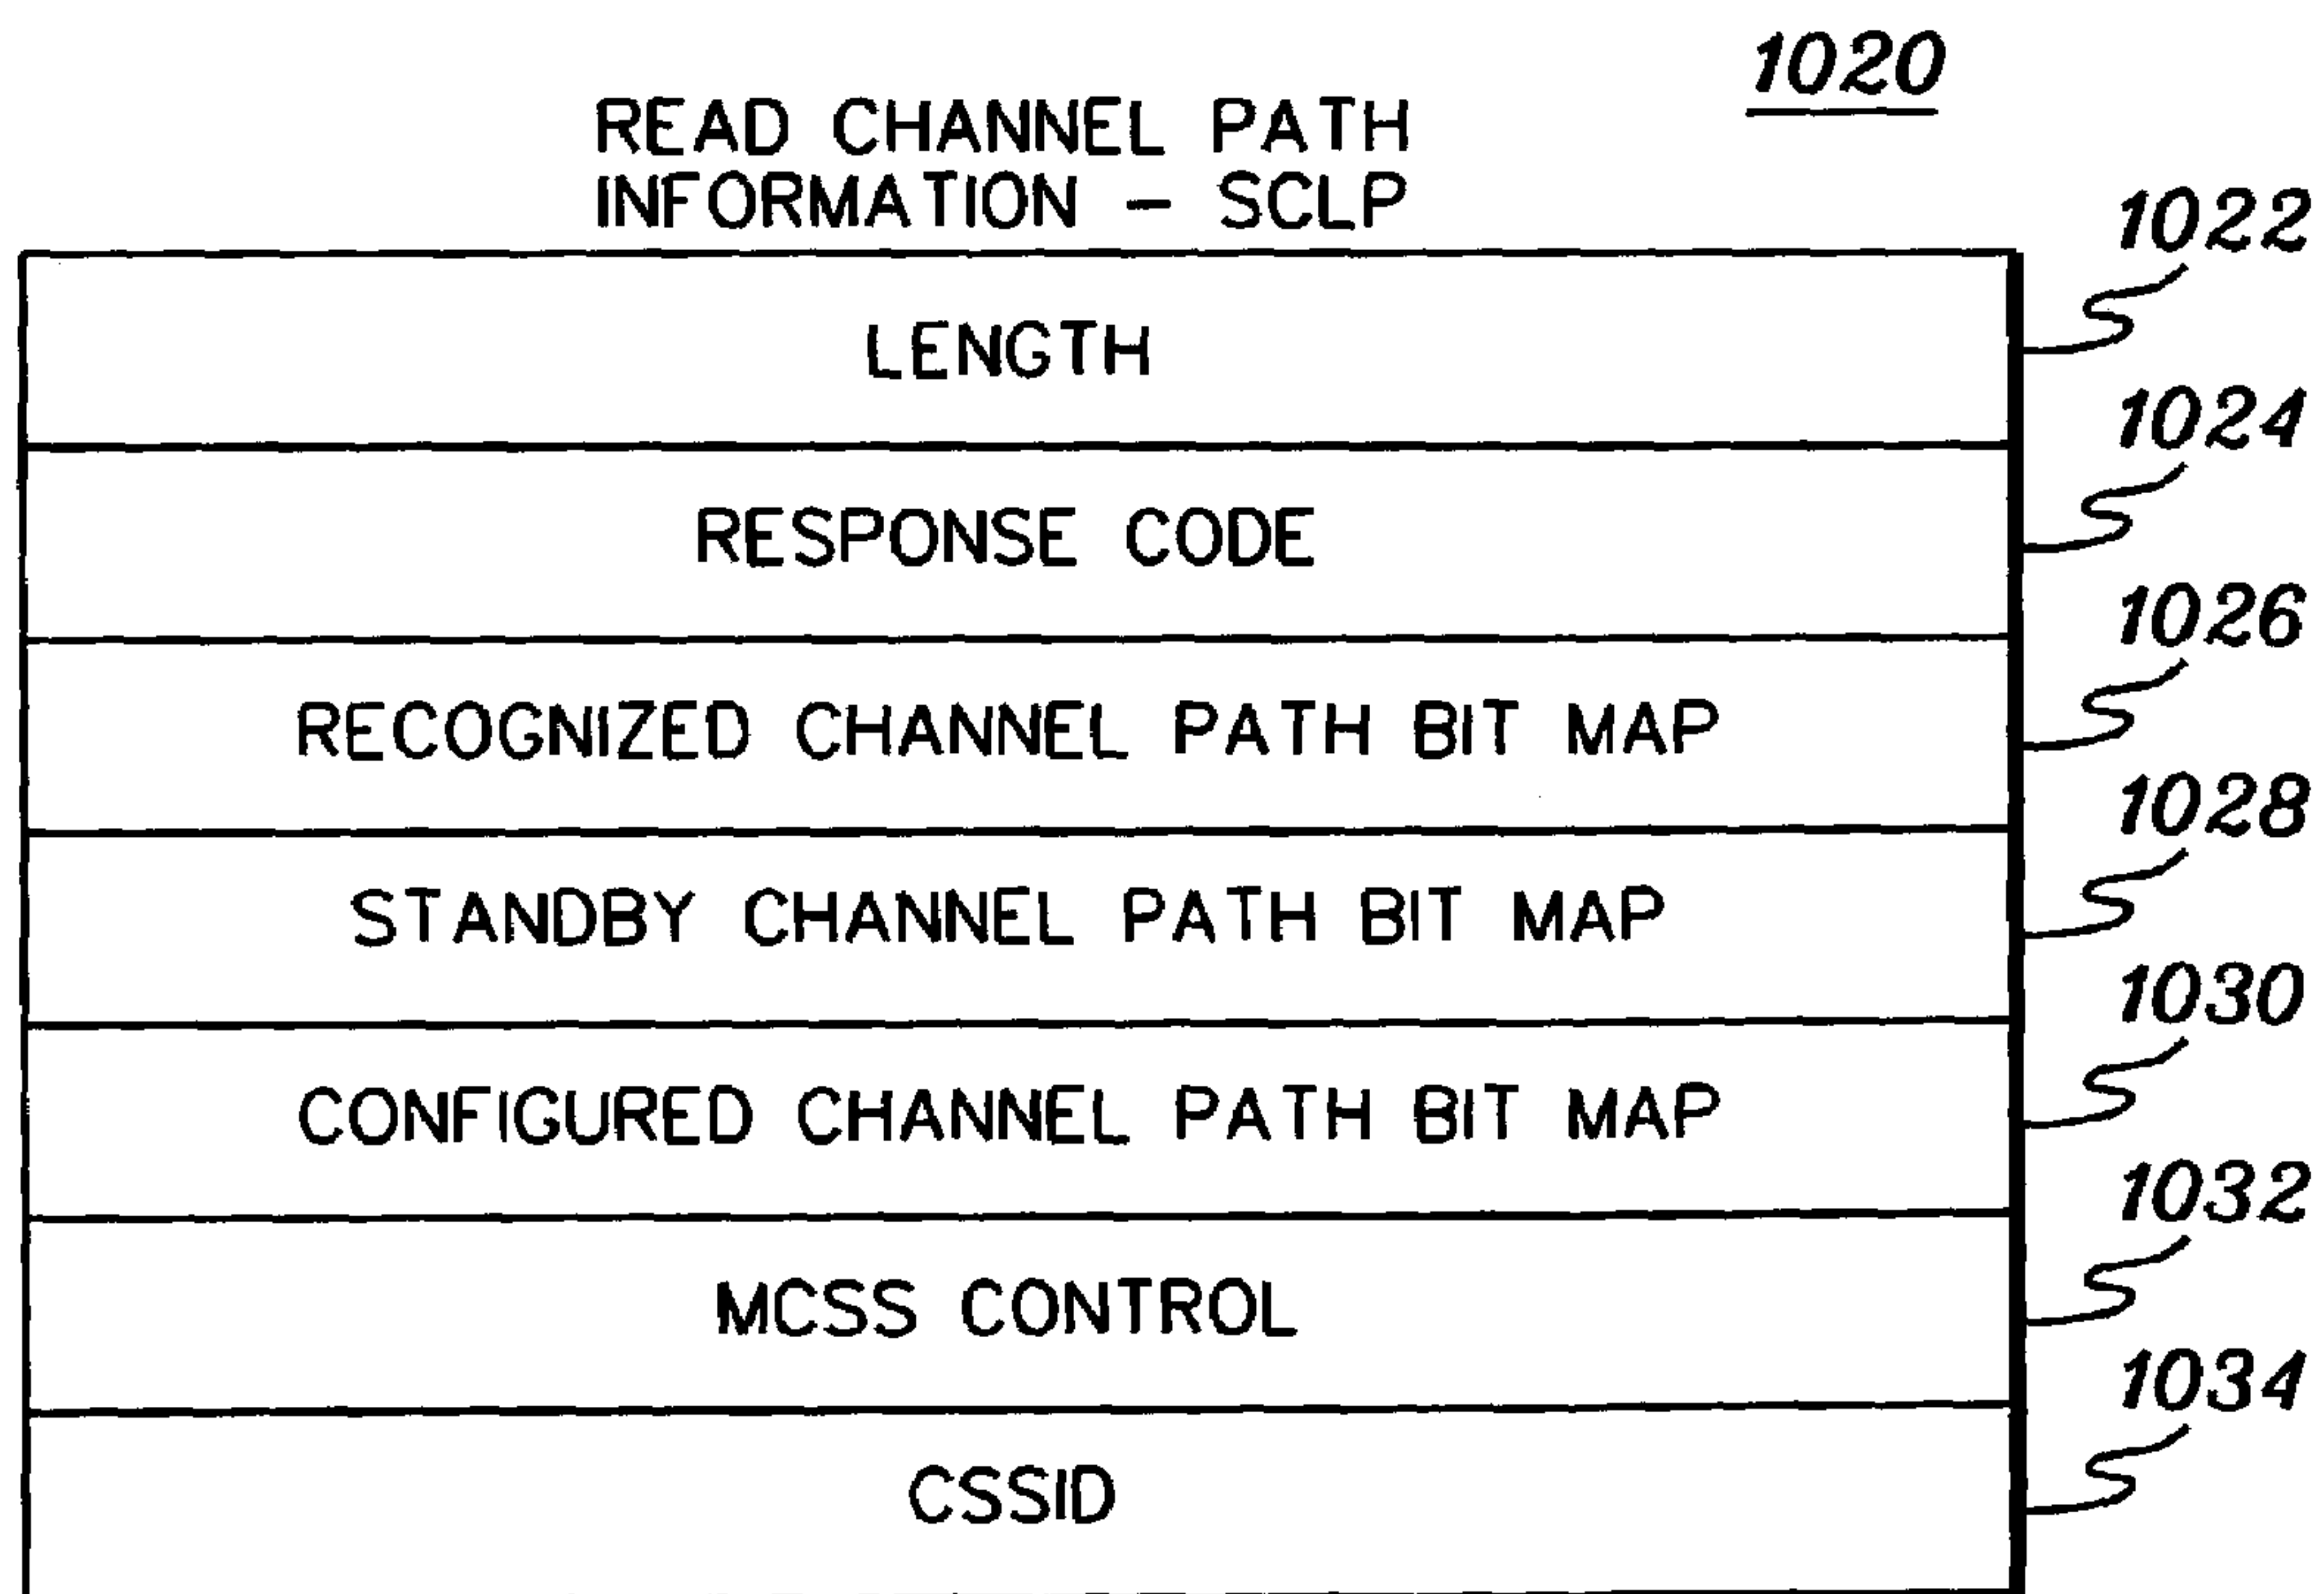 1020
READ CHANNEL PATH
INFORMATION – SCLP
LENGTH 1022
RESPONSE CODE 1024
RECOGNIZED CHANNEL PATH BIT MAP 1026
STANDBY CHANNEL PATH BIT MAP 1028
CONFIGURED CHANNEL PATH BIT MAP 1030
MCSS CONTROL 1032
CSSID 1034